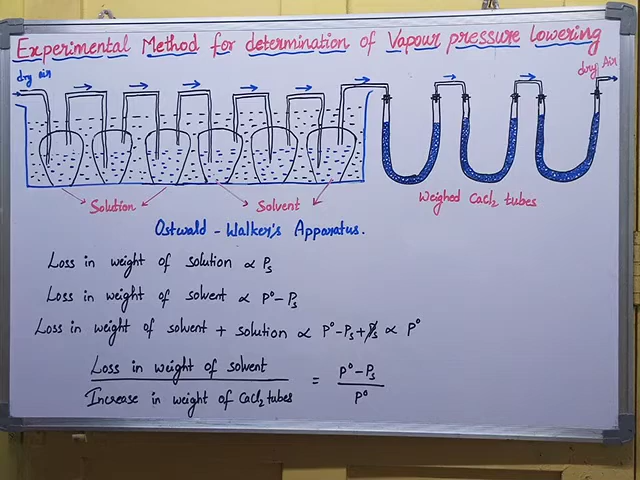 Experimental Method for determination of Vapour pressure lowering
dry air
dry Air
Solution
Solvent
Weighed CaCl2 tubes
Ostwald - Walker's Apparatus.
Loss in weight of solution ∝ Ps
Loss in weight of solvent ∝ P° - Ps
Loss in weight of solvent + solution ∝ P° - Ps + Ps ∝ P°
Loss in weight of solvent
Increase in weight of CaCl2 tubes
=
P° - Ps
P°